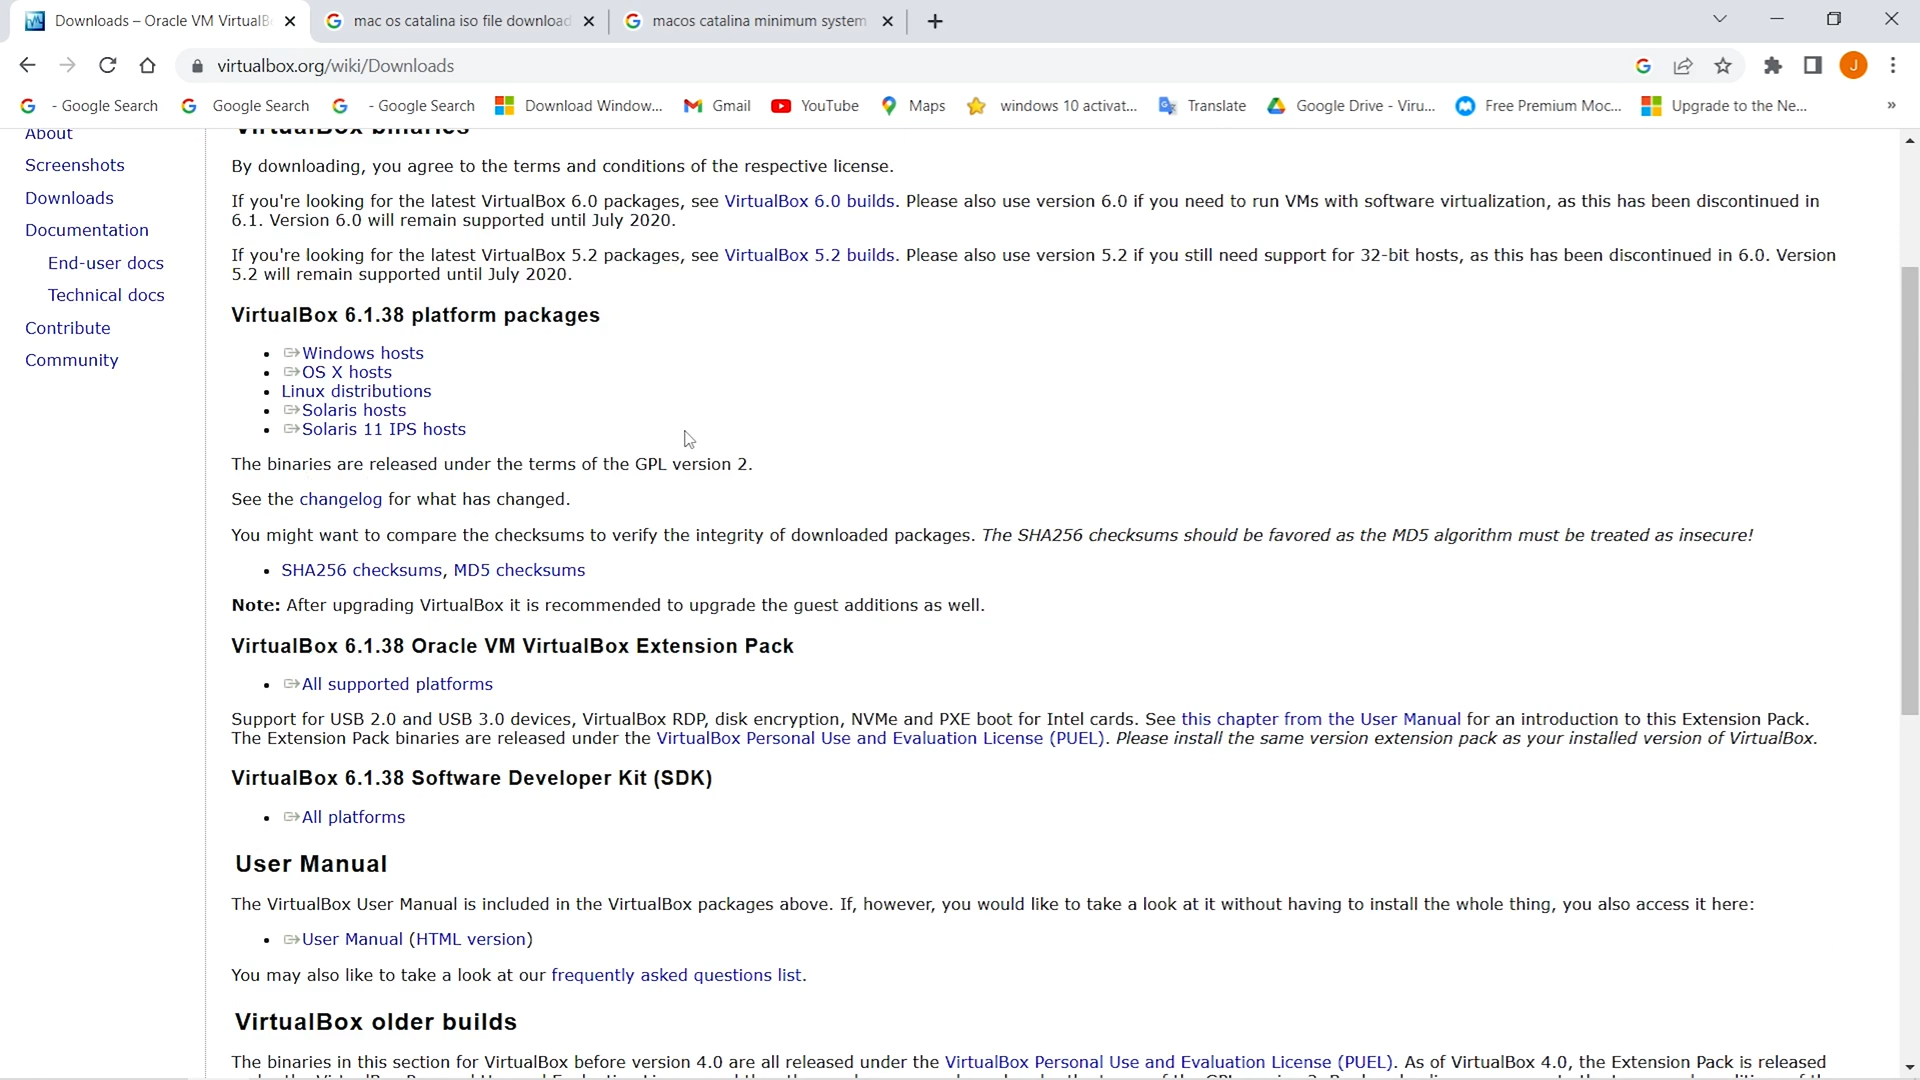 Downloads – Oracle VM VirtualB
mac os catalina iso file download
macos catalina minimum system
virtualbox.org/wiki/Downloads
J
- Google Search
Google Search
- Google Search
Download Window...
Gmail
YouTube
Maps
windows 10 activat...
Translate
Google Drive - Viru...
Free Premium Moc...
Upgrade to the Ne...
»
About
Screenshots
Downloads
Documentation
End-user docs
Technical docs
Contribute
Community
VirtualBox binaries
By downloading, you agree to the terms and conditions of the respective license.
If you're looking for the latest VirtualBox 6.0 packages, see VirtualBox 6.0 builds. Please also use version 6.0 if you need to run VMs with software virtualization, as this has been discontinued in
6.1. Version 6.0 will remain supported until July 2020.
If you're looking for the latest VirtualBox 5.2 packages, see VirtualBox 5.2 builds. Please also use version 5.2 if you still need support for 32-bit hosts, as this has been discontinued in 6.0. Version
5.2 will remain supported until July 2020.
VirtualBox 6.1.38 platform packages
• Windows hosts
• OS X hosts
• Linux distributions
• Solaris hosts
• Solaris 11 IPS hosts
The binaries are released under the terms of the GPL version 2.
See the changelog for what has changed.
You might want to compare the checksums to verify the integrity of downloaded packages. The SHA256 checksums should be favored as the MD5 algorithm must be treated as insecure!
• SHA256 checksums, MD5 checksums
Note: After upgrading VirtualBox it is recommended to upgrade the guest additions as well.
VirtualBox 6.1.38 Oracle VM VirtualBox Extension Pack
• All supported platforms
Support for USB 2.0 and USB 3.0 devices, VirtualBox RDP, disk encryption, NVMe and PXE boot for Intel cards. See this chapter from the User Manual for an introduction to this Extension Pack.
The Extension Pack binaries are released under the VirtualBox Personal Use and Evaluation License (PUEL). Please install the same version extension pack as your installed version of VirtualBox.
VirtualBox 6.1.38 Software Developer Kit (SDK)
• All platforms
User Manual
The VirtualBox User Manual is included in the VirtualBox packages above. If, however, you would like to take a look at it without having to install the whole thing, you also access it here:
• User Manual (HTML version)
You may also like to take a look at our frequently asked questions list.
VirtualBox older builds
The binaries in this section for VirtualBox before version 4.0 are all released under the VirtualBox Personal Use and Evaluation License (PUEL). As of VirtualBox 4.0, the Extension Pack is released